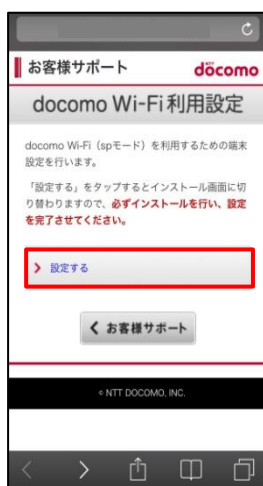 お客様サポート
NTT
döcomo
docomo Wi-Fi利用設定
docomo Wi-Fi（spモード）を利用するための端末
設定を行います。
「設定する」をタップするとインストール画面に切
り替わりますので、必ずインストールを行い、設定
を完了させてください。
設定する
お客様サポート
© NTT DOCOMO, INC.